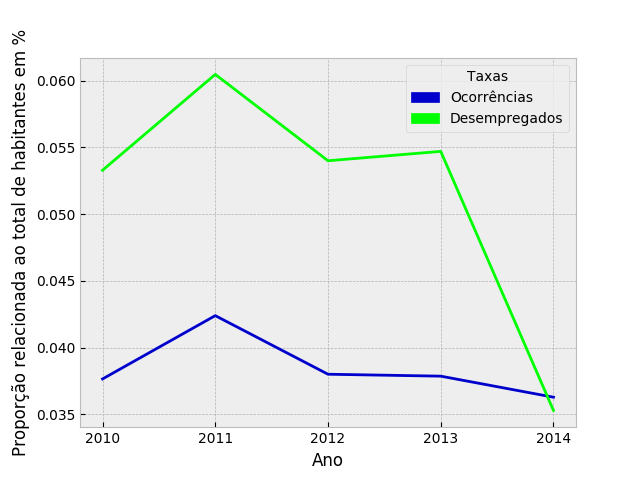 Proporção relacionada ao total de habitantes em %
0.060
0.055
0.050
0.045
0.040
0.035
Taxas
Ocorrências
Desempregados
2010 2011 2012 2013 2014
Ano